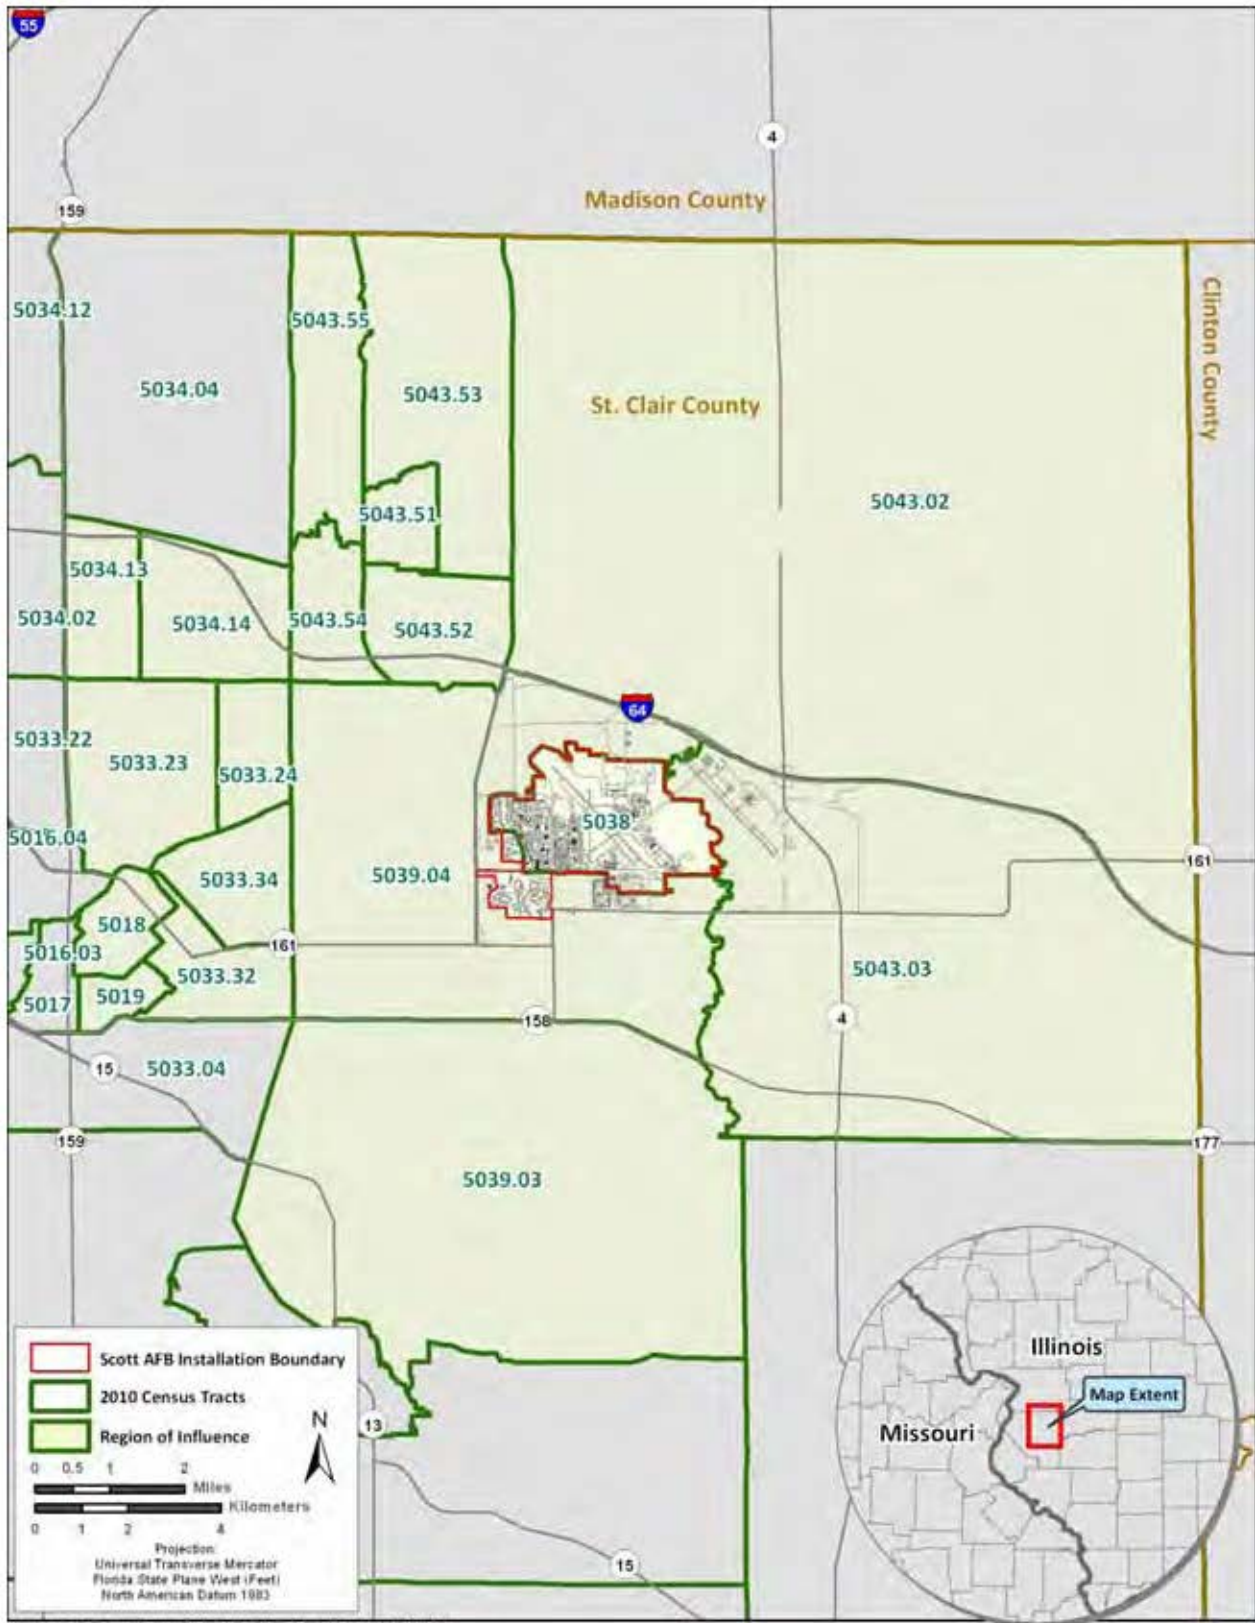 55
4
Madison County
159
Clinton County
5034.12
5043.55
5034.04
5043.53
St. Clair County
5043.02
5043.51
5034.13
5034.02
5034.14
5043.54
5043.52
64
5033.22
5033.23
5033.24
5038
5016.04
161
5033.34
5039.04
5018
161
5016.03
5033.32
5043.03
5017
5019
158
4
15
5033.04
159
177
5039.03
Scott AFB Installation Boundary
2010 Census Tracts
Region of Influence
N
0 0.5 1 2
Miles
Kilometers
0 1 2 4
Projection:
Universal Transverse Mercator
Florida State Plane West (Feet)
North American Datum 1983
13
15
Illinois
Map Extent
Missouri